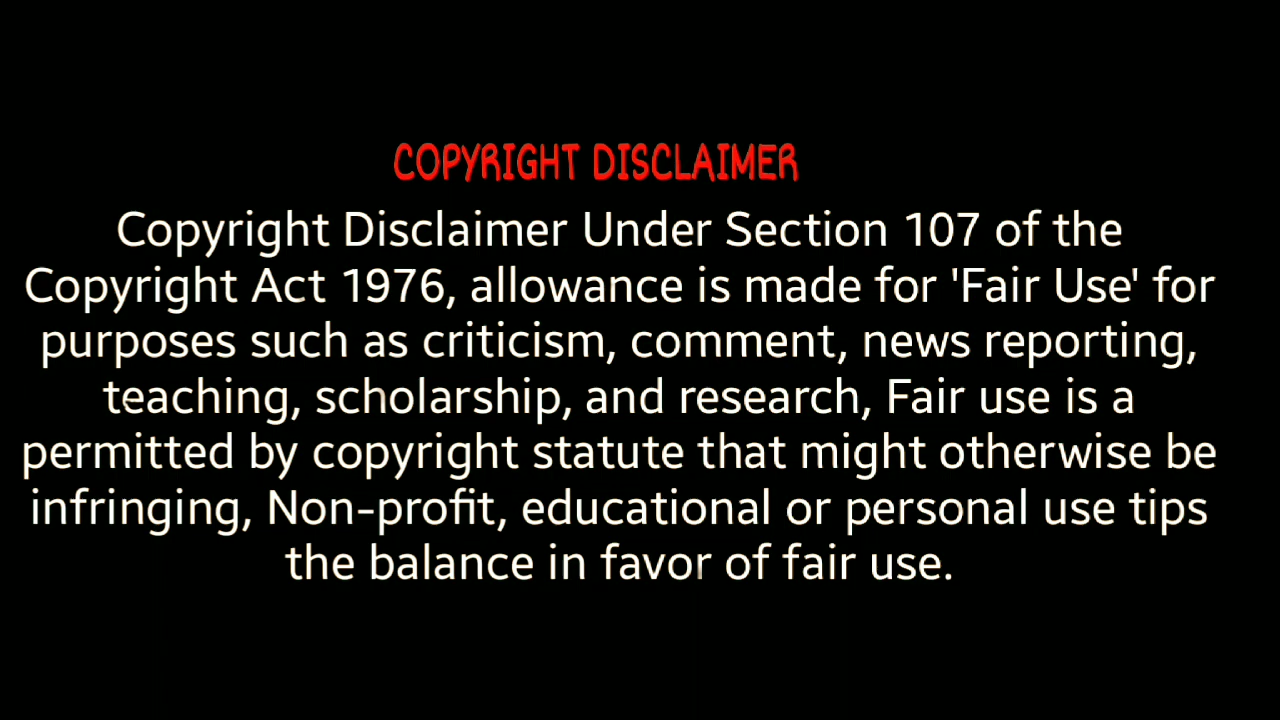 COPYRIGHT DISCLAIMER
Copyright Disclaimer Under Section 107 of the
Copyright Act 1976, allowance is made for 'Fair Use' for
purposes such as criticism, comment, news reporting,
teaching, scholarship, and research, Fair use is a
permitted by copyright statute that might otherwise be
infringing, Non-profit, educational or personal use tips
the balance in favor of fair use.